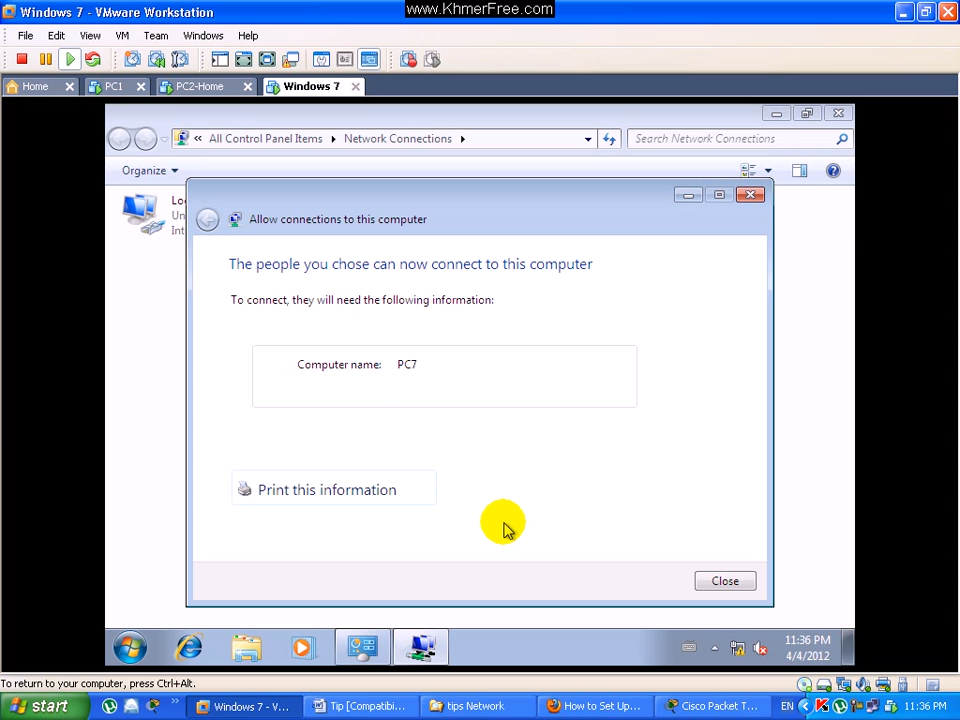 www.KhmerFree.com
Windows 7 - VMware Workstation
File Edit View VM Team Windows Help
Home PC1 PC2-Home Windows 7
« All Control Panel Items Network Connections Search Network Connections
Organize
Lo
Un
Int
Allow connections to this computer
The people you chose can now connect to this computer
To connect, they will need the following information:
Computer name: PC7
Print this information
Close
11:36 PM
4/4/2012
To return to your computer, press Ctrl+Alt.
start Windows 7 - V... Tip [Compatibi... tips Network How to Set Up... Cisco Packet T... EN 11:36 PM